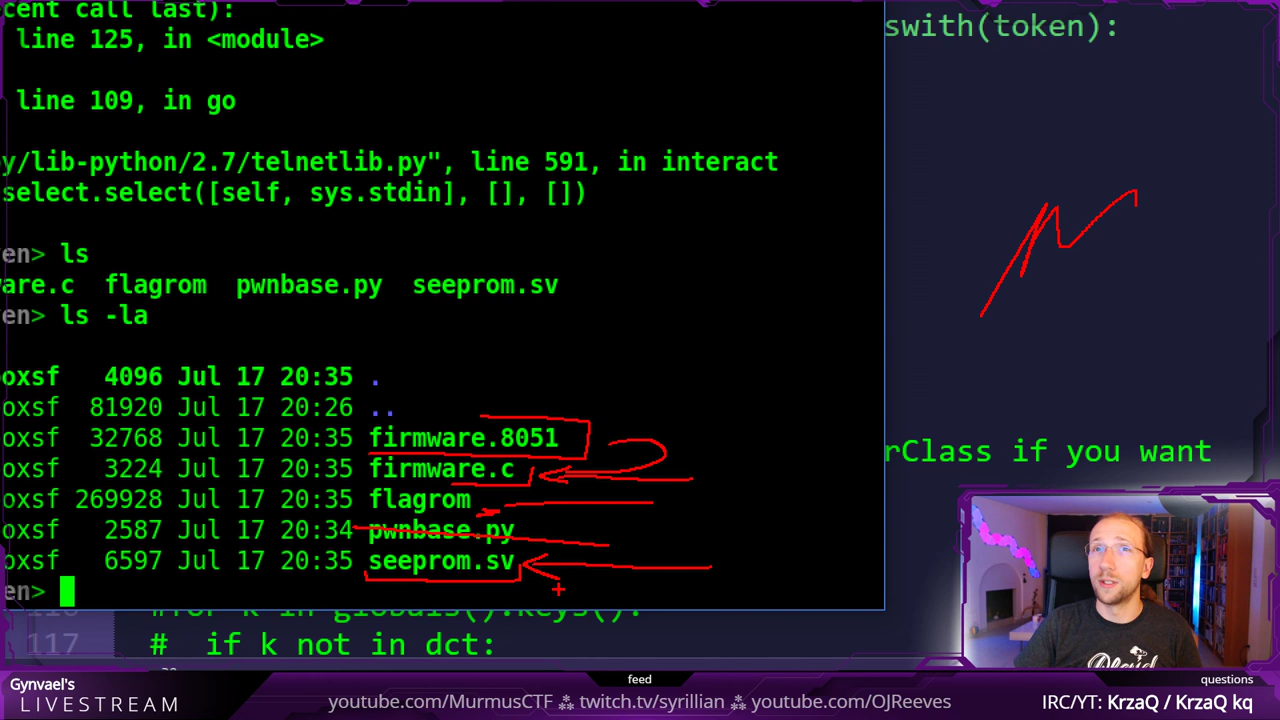 cent call last):
line 125, in <module>
line 109, in go
y/lib-python/2.7/telnetlib.py", line 591, in interact
select.select([self, sys.stdin], [], [])
en> ls
ware.c flagrom pwnbase.py seeprom.sv
en> ls -la
oxsf 4096 Jul 17 20:35 .
oxsf 81920 Jul 17 20:26 ..
oxsf 32768 Jul 17 20:35 firmware.8051
oxsf 3224 Jul 17 20:35 firmware.c
oxsf 269928 Jul 17 20:35 flagrom
oxsf 2587 Jul 17 20:34 pwnbase.py
oxsf 6597 Jul 17 20:35 seeprom.sv
en>
swith(token):
rClass if you want
116 #for k in globals().keys():
117 # if k not in dct:
Gynvael's
LIVESTREAM
feed
youtube.com/MurmusCTF ⁂ twitch.tv/syrillian ⁂ youtube.com/OJReeves
questions
IRC/YT: KrzaQ / KrzaQ kq